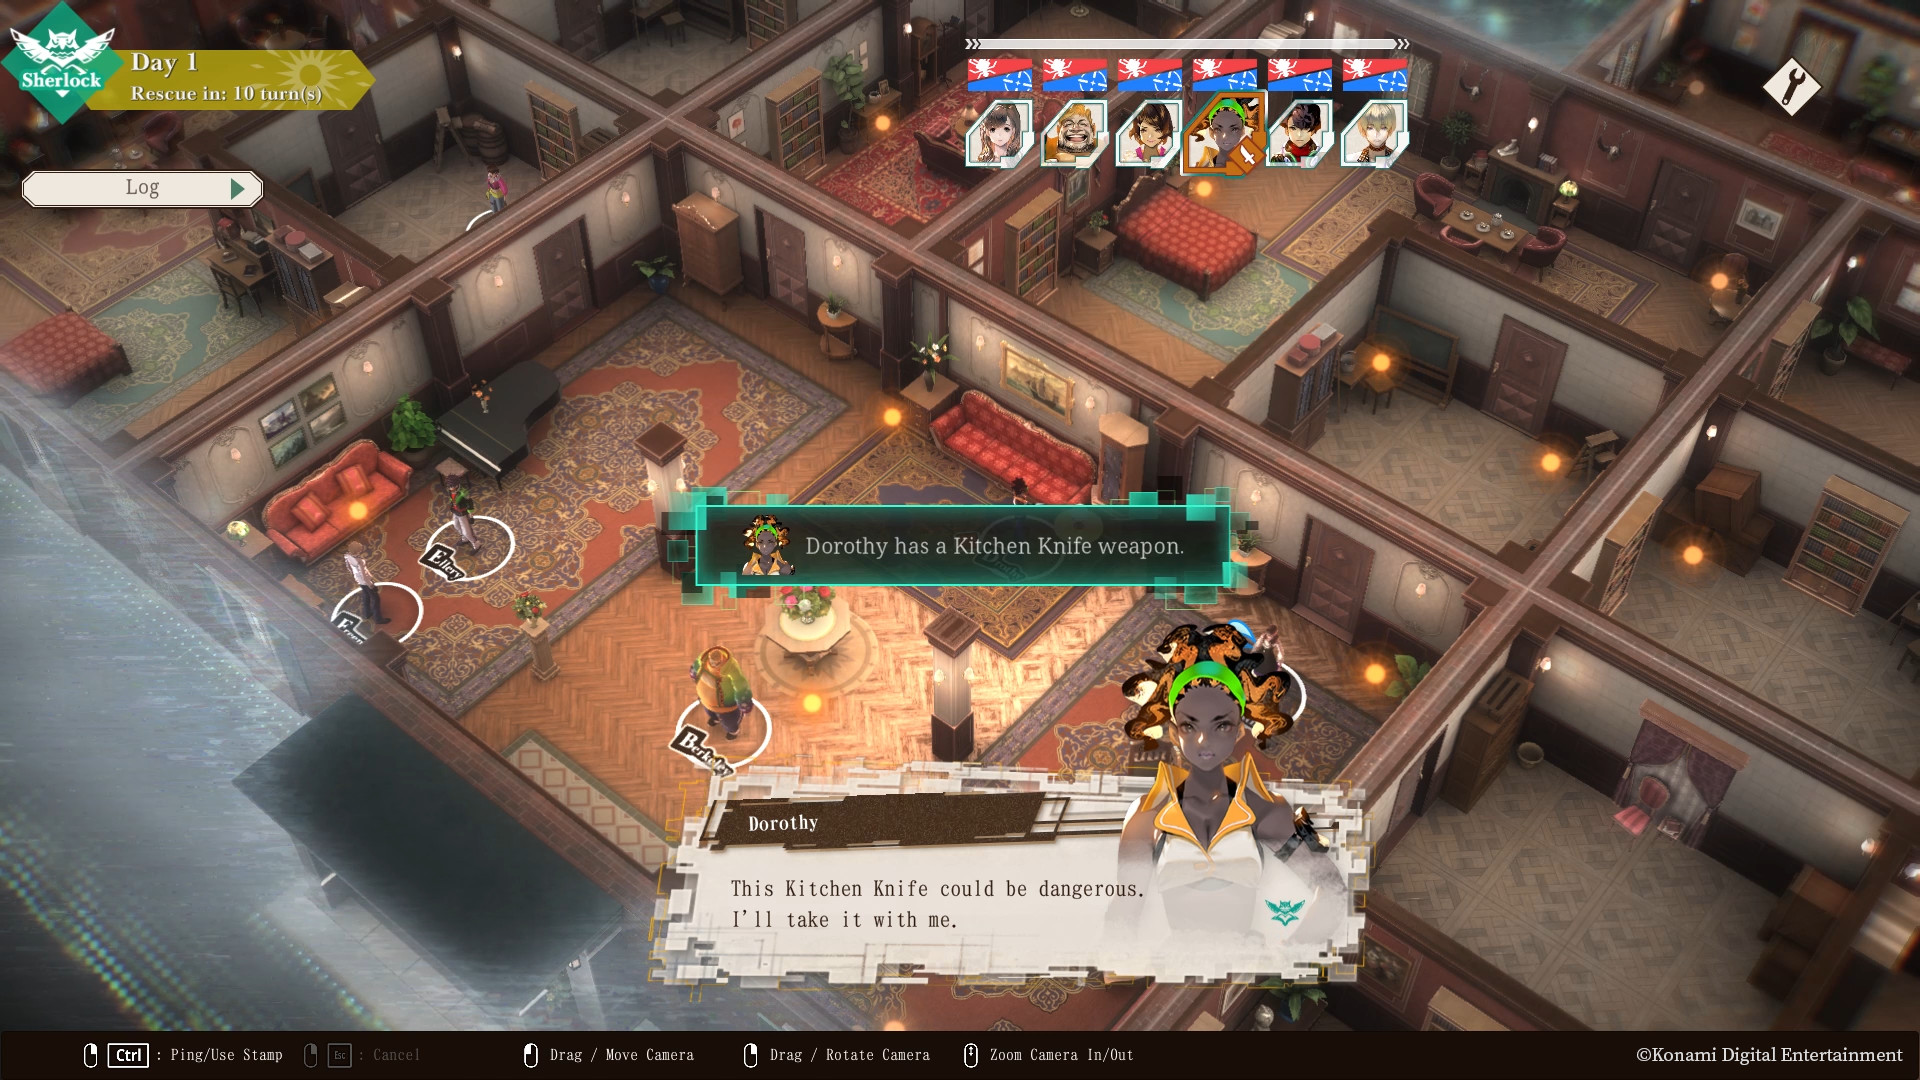 Sherlock
Day 1
Rescue in: 10 turn(s)
Log
Dorothy has a Kitchen Knife weapon.
Ellery
Berkeley
Dorothy
This Kitchen Knife could be dangerous.
I'll take it with me.
Ctrl : Ping/Use Stamp
Esc : Cancel
Drag / Move Camera
Drag / Rotate Camera
Zoom Camera In/Out
©Konami Digital Entertainment